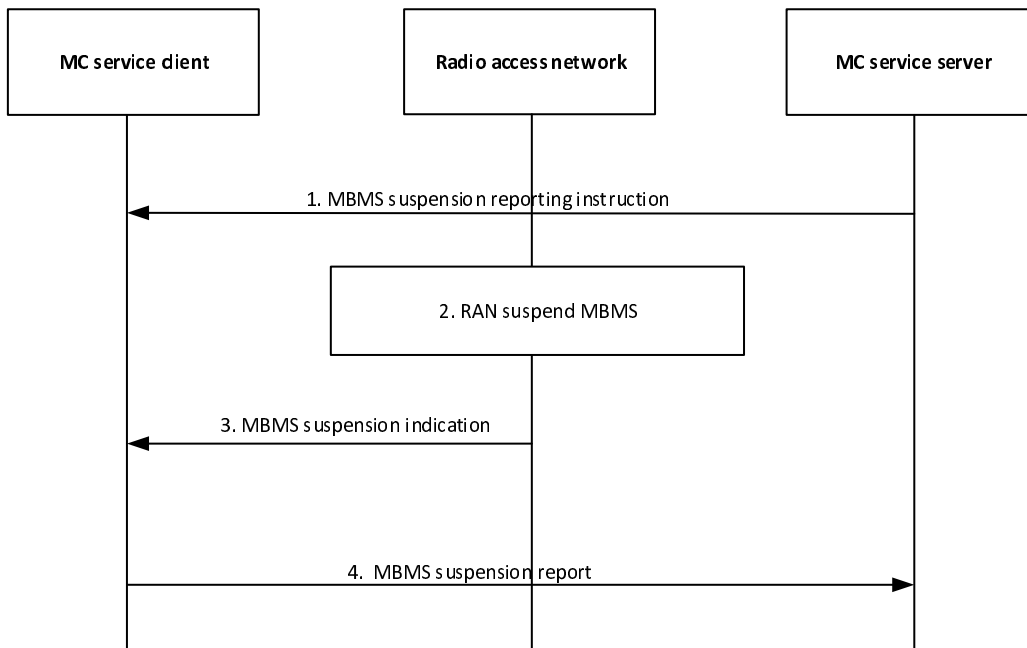 MC service client
Radio access network
MC service server
1. MBMS suspension reporting instruction
2. RAN suspend MBMS
3. MBMS suspension indication
4. MBMS suspension report